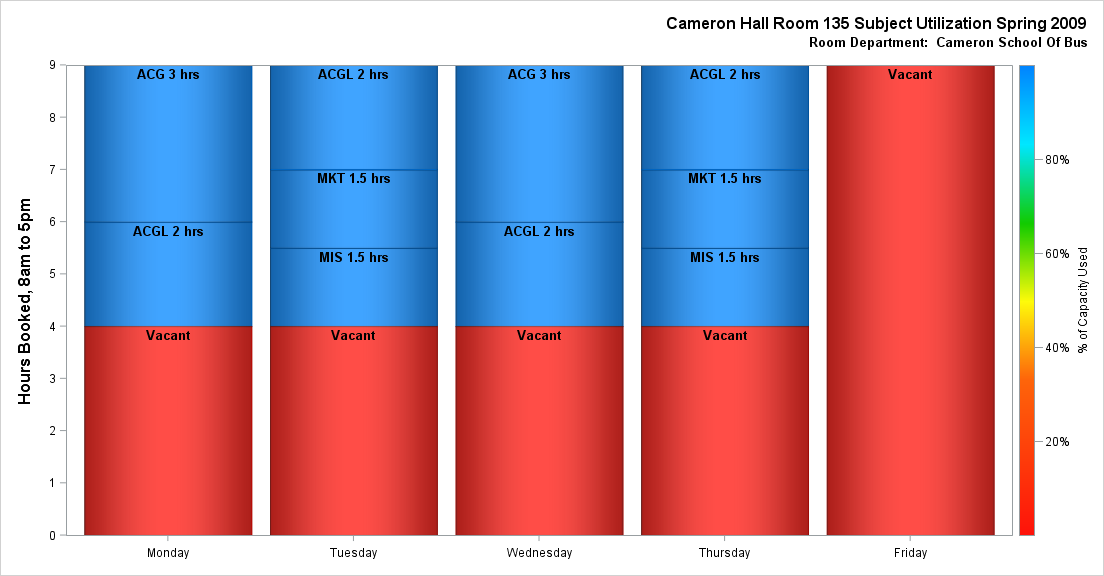 Cameron Hall Room 135 Subject Utilization Spring 2009
Room Department:  Cameron School Of Bus
Hours Booked, 8am to 5pm
9
8
7
6
5
4
3
2
1
0
ACG 3 hrs
ACGL 2 hrs
Vacant
ACGL 2 hrs
MKT 1.5 hrs
MIS 1.5 hrs
Vacant
ACG 3 hrs
ACGL 2 hrs
Vacant
ACGL 2 hrs
MKT 1.5 hrs
MIS 1.5 hrs
Vacant
Vacant
Monday
Tuesday
Wednesday
Thursday
Friday
80%
60%
40%
20%
% of Capacity Used